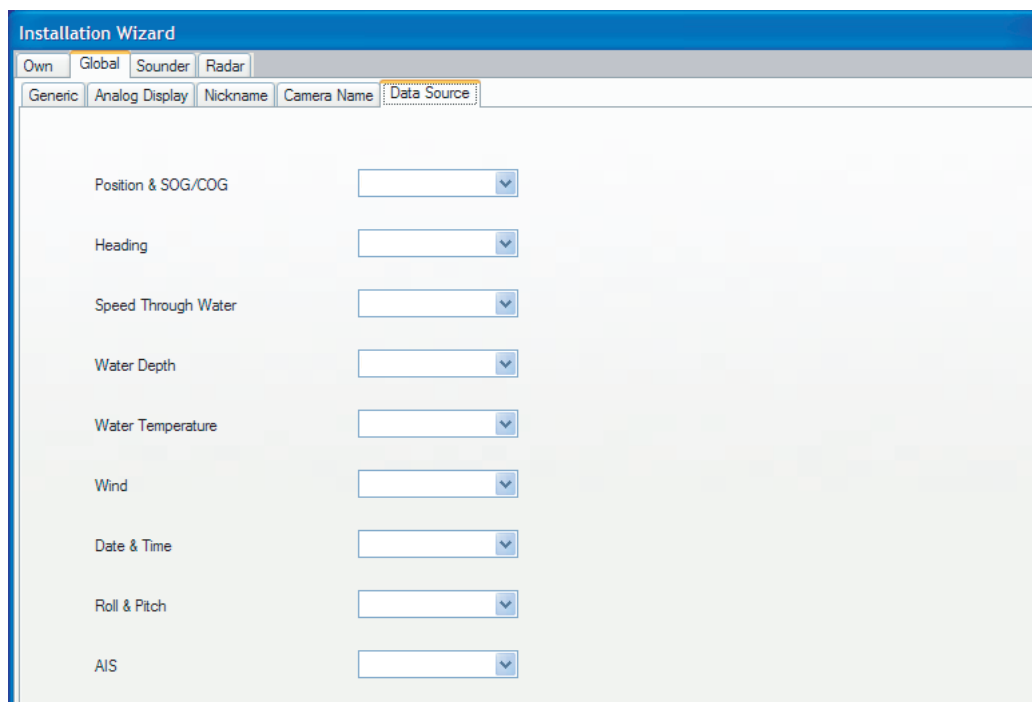 Installation Wizard
Own Global Sounder Radar
Generic Analog Display Nickname Camera Name Data Source
Position & SOG/COG
Heading
Speed Through Water
Water Depth
Water Temperature
Wind
Date & Time
Roll & Pitch
AIS